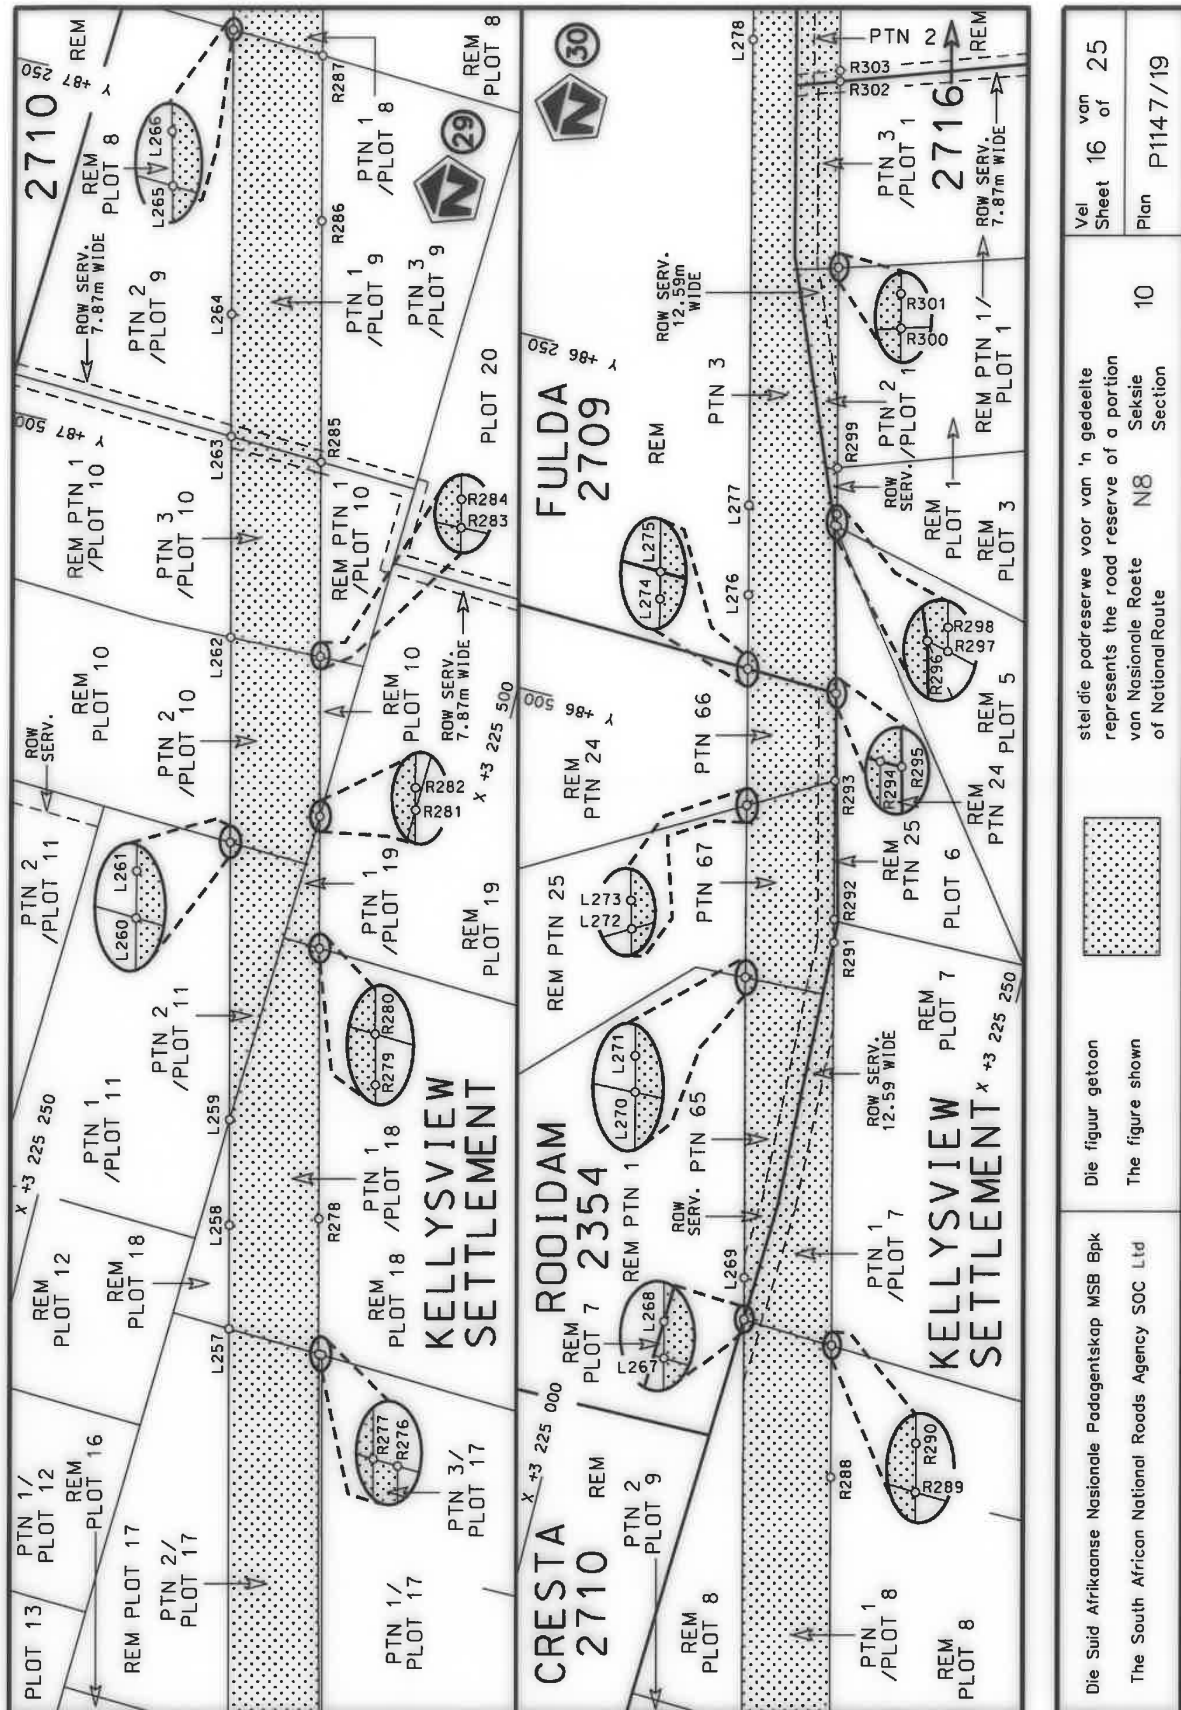 PLOT 13
PTN 1/
PLOT 12
REM
PLOT 16
REM PLOT 17
PTN 2/
PLOT 17
REM
PLOT 12
REM
PLOT 18
X +3 225 250
PTN 1
/PLOT 11
PTN 2
/PLOT 11
PTN 2
/PLOT 11
ROW
SERV.
REM
PLOT 10
PTN 2
/PLOT 10
REM PTN 1
/PLOT 10
PTN 3
/PLOT 10
Y +87 500
ROW SERV.
7.87m WIDE
PTN 2
/PLOT 9
2710
Y +87 250
REM
PLOT 8
REM
L257
L258
L259
L260
L261
L262
L263
L264
L265
L266
PTN 1/
PLOT 17
PTN 3/
PLOT 17
R277
R276
REM
PLOT 18
PTN 1
/PLOT 18
R278
KELLYSVIEW
SETTLEMENT
R279
R280
PTN 1
/PLOT 19
REM
PLOT 19
R281
R282
REM
PLOT 10
ROW SERV.
7.87m WIDE
X +3 225 500
REM PTN 1
/PLOT 10
R283
R284
R285
PLOT 20
PTN 1
/PLOT 9
PTN 3
/PLOT 9
R286
R287
PTN 1
/PLOT 8
REM
PLOT 8
N
29
CRESTA
2710
REM
X +3 225 000
PTN 2
PLOT 9
REM
PLOT 8
REM
PLOT 7
L267
L268
ROOIDAM
2354
REM PTN 1
ROW
SERV.
PTN 65
L269
L270
L271
REM PTN 25
L272
L273
PTN 67
REM
PTN 24
PTN 66
Y +86 500
L274
L275
L276
L277
L278
FULDA
2709
REM
PTN 3
Y +86 250
ROW SERV.
12.59m
WIDE
N
30
PTN 1
/PLOT 8
REM
PLOT 8
R288
R289
R290
PTN 1
/PLOT 7
KELLYSVIEW
SETTLEMENT
ROW SERV.
12.59 WIDE
REM
PLOT 7
X +3 225 250
R291
R292
R293
REM
PTN 25
PLOT 6
REM
PTN 24
R294
R295
REM
PLOT 5
R296
R297
R298
REM
PLOT 3
REM
PLOT 1
ROW
SERV.
R299
PTN 2
/PLOT 1
REM PTN 1/
PLOT 1
R300
R301
ROW SERV.
7.87m WIDE
PTN 3
/PLOT 1
2716
R302
R303
PTN 2
REM
Die Suid Afrikaanse Nasionale Padagentskap MSB Bpk
The South African National Roads Agency SOC Ltd
Die figuur getoon
The figure shown
stel die padreserwe voor van 'n gedeelte
represents the road reserve of a portion
van Nasionale Roete N8 Seksie 10
of National Route Section
Vel
Sheet 16 van of 25
Plan P1147/19